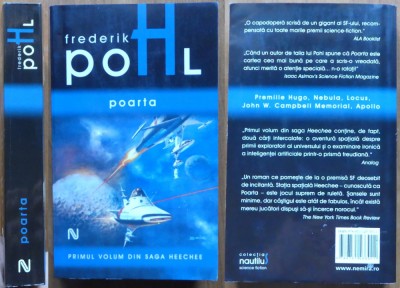 frederik
poHL
poarta
N
frederik
poHL
poarta
N
PRIMUL VOLUM DIN SAGA HEECHEE
„O capodoperă scrisă de un gigant al SF-ului, recom-
pensată cu toate marile premii science-fiction."
ALA Booklist
„Când un autor de talia lui Pohl spune că Poarta este
cartea cea mai bună pe care a scris-o vreodată,
atunci merită o atenție specială... n-o ratați!"
Isaac Asimov's Science Fiction Magazine
Premiile Hugo, Nebula, Locus,
John W. Campbell Memorial, Apollo
„Primul volum din saga Heechee conține, de fapt,
două cărți intercalate: o aventură spațială despre
primii exploratori ai universului și o examinare ironică
a inteligenței artificiale printr-o prismă freudiană."
Analog
„Un roman ce pornește de la o premisă SF deosebit
de incitantă. Stația spațială Heechee – cunoscută ca
Poarta – este jocul suprem de ruletă. Șansele sunt
minime, dar câștigul este atât de fabulos, încât există
mereu jucători dispuși să-și încerce norocul."
The New York Times Book Review
colecția
nautilus
science fiction
www.nemira.ro